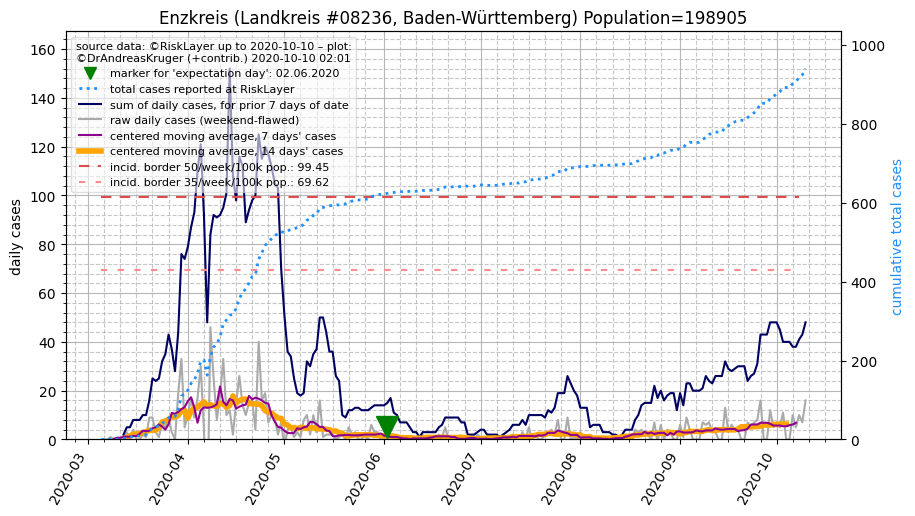 Enzkreis (Landkreis #08236, Baden-Württemberg) Population=198905
source data: ©RiskLayer up to 2020-10-10 – plot:
©DrAndreasKruger (+contrib.) 2020-10-10 02:01
marker for 'expectation day': 02.06.2020
total cases reported at RiskLayer
sum of daily cases, for prior 7 days of date
raw daily cases (weekend-flawed)
centered moving average, 7 days' cases
centered moving average, 14 days' cases
incid. border 50/week/100k pop.: 99.45
incid. border 35/week/100k pop.: 69.62
daily cases
160
140
120
100
80
60
40
20
0
1000
800
600
400
200
0
cumulative total cases
2020-03
2020-04
2020-05
2020-06
2020-07
2020-08
2020-09
2020-10